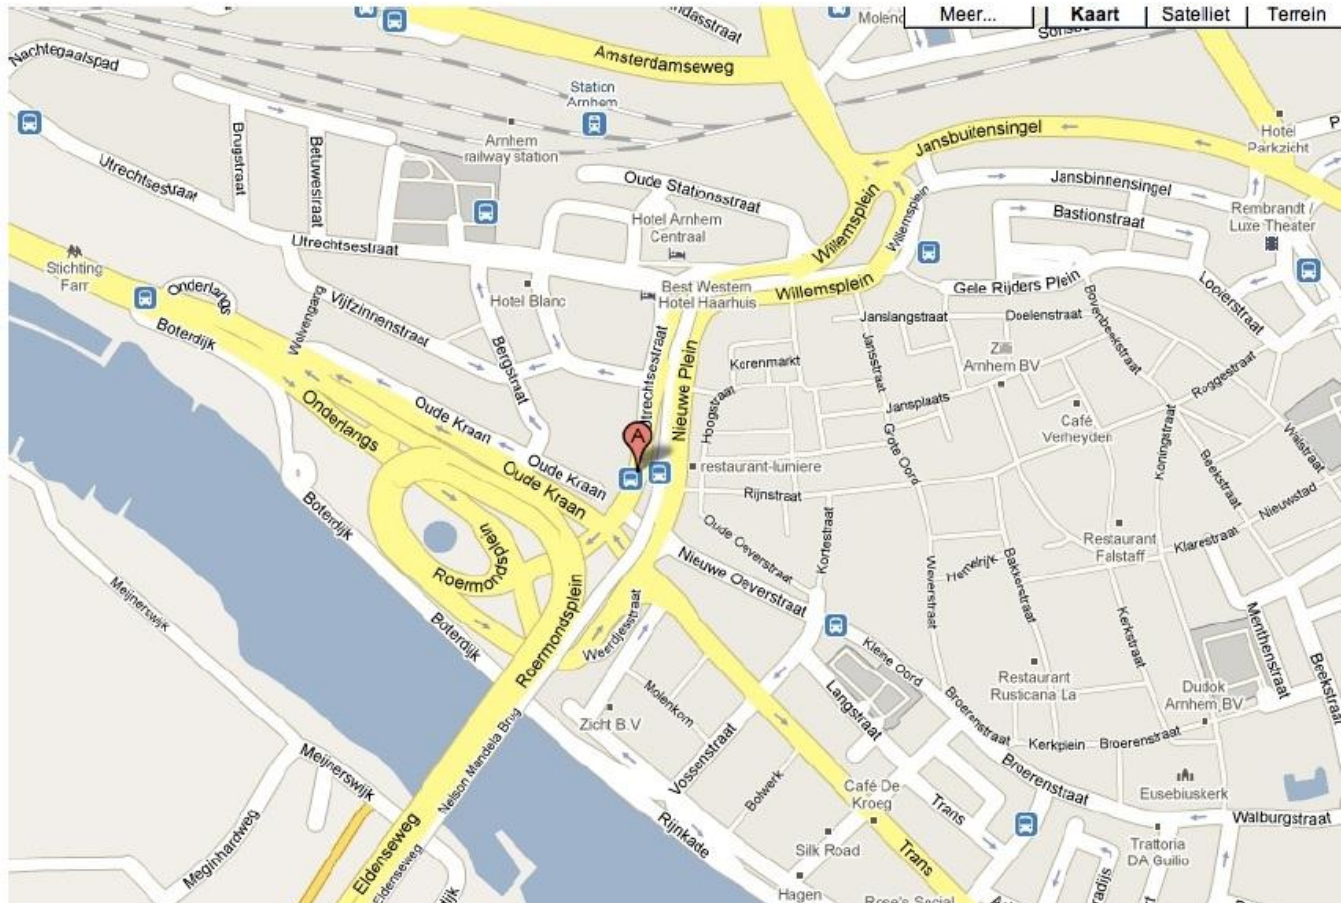 Meer...
Kaart
Satelliet
Terrein
Nachtegaalspad
Amsterdamseweg
Station
Arnhem
Arnhem
railway station
Jansbuitensingel
Hotel
Parkzicht
Brugstraat
Betuwestraat
Utrechtsestraat
Oude Stationsstraat
Jansbinnensingel
Hotel Arnhem
Centraal
Willemsplein
Willemsplein
Bastionstraat
Rembrandt /
Luxe Theater
Utrechtsestraat
Stichting
Farr
Onderlangs
Hotel Blanc
Best Western
Hotel Haarhuis
Willemsplein
Gele Rijders Plein
Looierstraat
Vijfzinnenstraat
Wolvengang
Boterdijk
Bergstraat
Utrechtsestraat
Nieuwe Plein
Janslangstraat
Doelenstraat
Bovenbeekstraat
Korenmarkt
Jansstraat
Arnhem BV
Roggestraat
Hoogstraat
Jansplaats
Café
Verheyden
Onderlangs
Oude Kraan
Grote Oord
Koningstraat
Walstraat
A
Oude Kraan
restaurant-lumiere
Beekstraat
Oude Kraan
Rijnstraat
Nieuwstad
Boterdijk
Roermondsplein
Oude Oeverstraat
Kortestraat
Restaurant
Falstaff
Klarestraat
Roermondsplein
Nieuwe Oeverstraat
Weverstraat
Bakkerstraat
Meijnerswijk
Boterdijk
Roermondsplein
Weerdjesstraat
Kerkstraat
Menthenstraat
Kleine Oord
Beekstraat
Molenkom
Restaurant
Rusticana La
Dudok
Arnhem BV
Zicht B.V
Langstraat
Broerenstraat
Nelson Mandela Brug
Vossenstraat
Kerkplein
Broerenstraat
Meijnerswijk
Bolwerk
Café De
Kroeg
Broerenstraat
Eusebiuskerk
Meginhardweg
Eldenseweg
Eldenseweg
Rijnkade
Trans
Walburgstraat
Silk Road
Trans
Trattoria
DA Guilio
Hagen